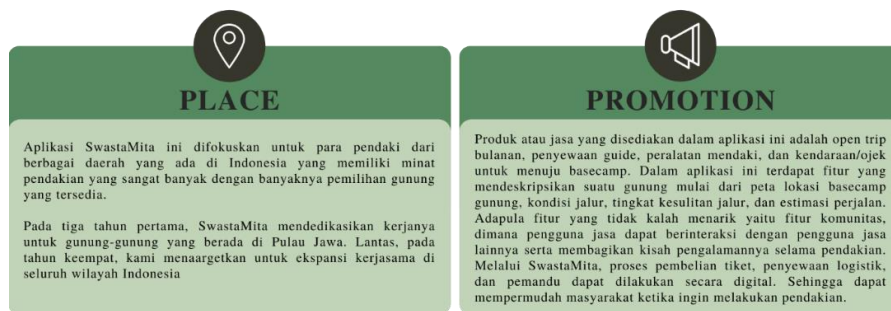 PLACE
Aplikasi SwastaMita ini difokuskan untuk para pendaki dari
berbagai daerah yang ada di Indonesia yang memiliki minat
pendakian yang sangat banyak dengan banyaknya pemilihan gunung
yang tersedia.
Pada tiga tahun pertama, SwastaMita mendedikasikan kerjanya
untuk gunung-gunung yang berada di Pulau Jawa. Lantas, pada
tahun keempat, kami menaargetkan untuk ekspansi kerjasama di
seluruh wilayah Indonesia
PROMOTION
Produk atau jasa yang disediakan dalam aplikasi ini adalah open trip
bulanan, penyewaan guide, peralatan mendaki, dan kendaraan/ojek
untuk menuju basecamp. Dalam aplikasi ini terdapat fitur yang
mendeskripsikan suatu gunung mulai dari peta lokasi basecamp
gunung, kondisi jalur, tingkat kesulitan jalur, dan estimasi perjalan.
Adapula fitur yang tidak kalah menarik yaitu fitur komunitas,
dimana pengguna jasa dapat berinteraksi dengan pengguna jasa
lainnya serta membagikan kisah pengalamannya selama pendakian.
Melalui SwastaMita, proses pembelian tiket, penyewaan logistik,
dan pemandu dapat dilakukan secara digital. Sehingga dapat
mempermudah masyarakat ketika ingin melakukan pendakian.